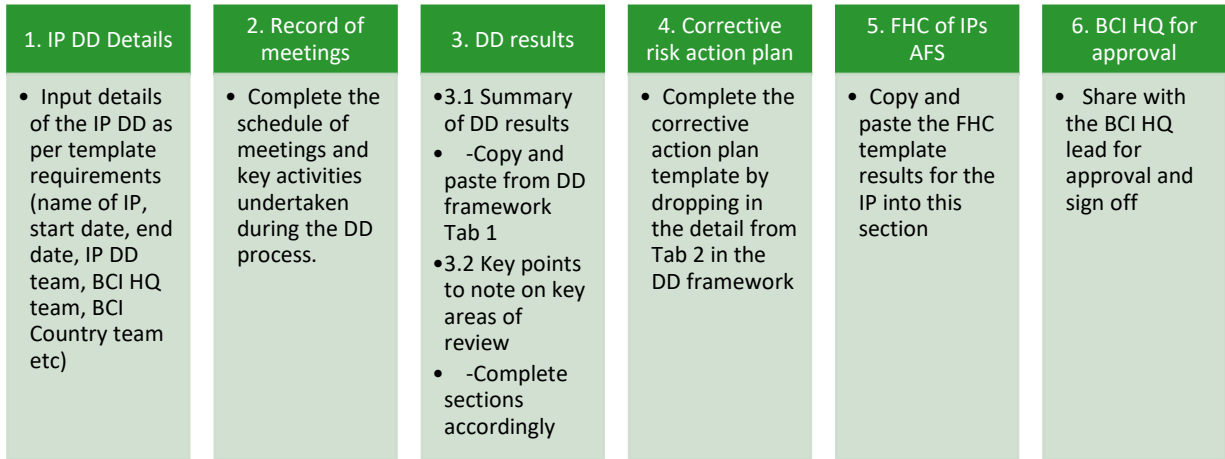 1. IP DD Details
• Input details
of the IP DD as
per template
requirements
(name of IP,
start date, end
date, IP DD
team, BCI HQ
team, BCI
Country team
etc)
2. Record of
meetings
• Complete the
schedule of
meetings and
key activities
undertaken
during the DD
process.
3. DD results
•3.1 Summary
of DD results
• -Copy and
paste from DD
framework
Tab 1
•3.2 Key points
to note on key
areas of
review
• -Complete
sections
accordingly
4. Corrective
risk action plan
• Complete the
corrective
action plan
template by
dropping in
the detail from
Tab 2 in the
DD framework
5. FHC of IPs
AFS
• Copy and
paste the FHC
template
results for the
IP into this
section
6. BCI HQ for
approval
• Share with
the BCI HQ
lead for
approval and
sign off